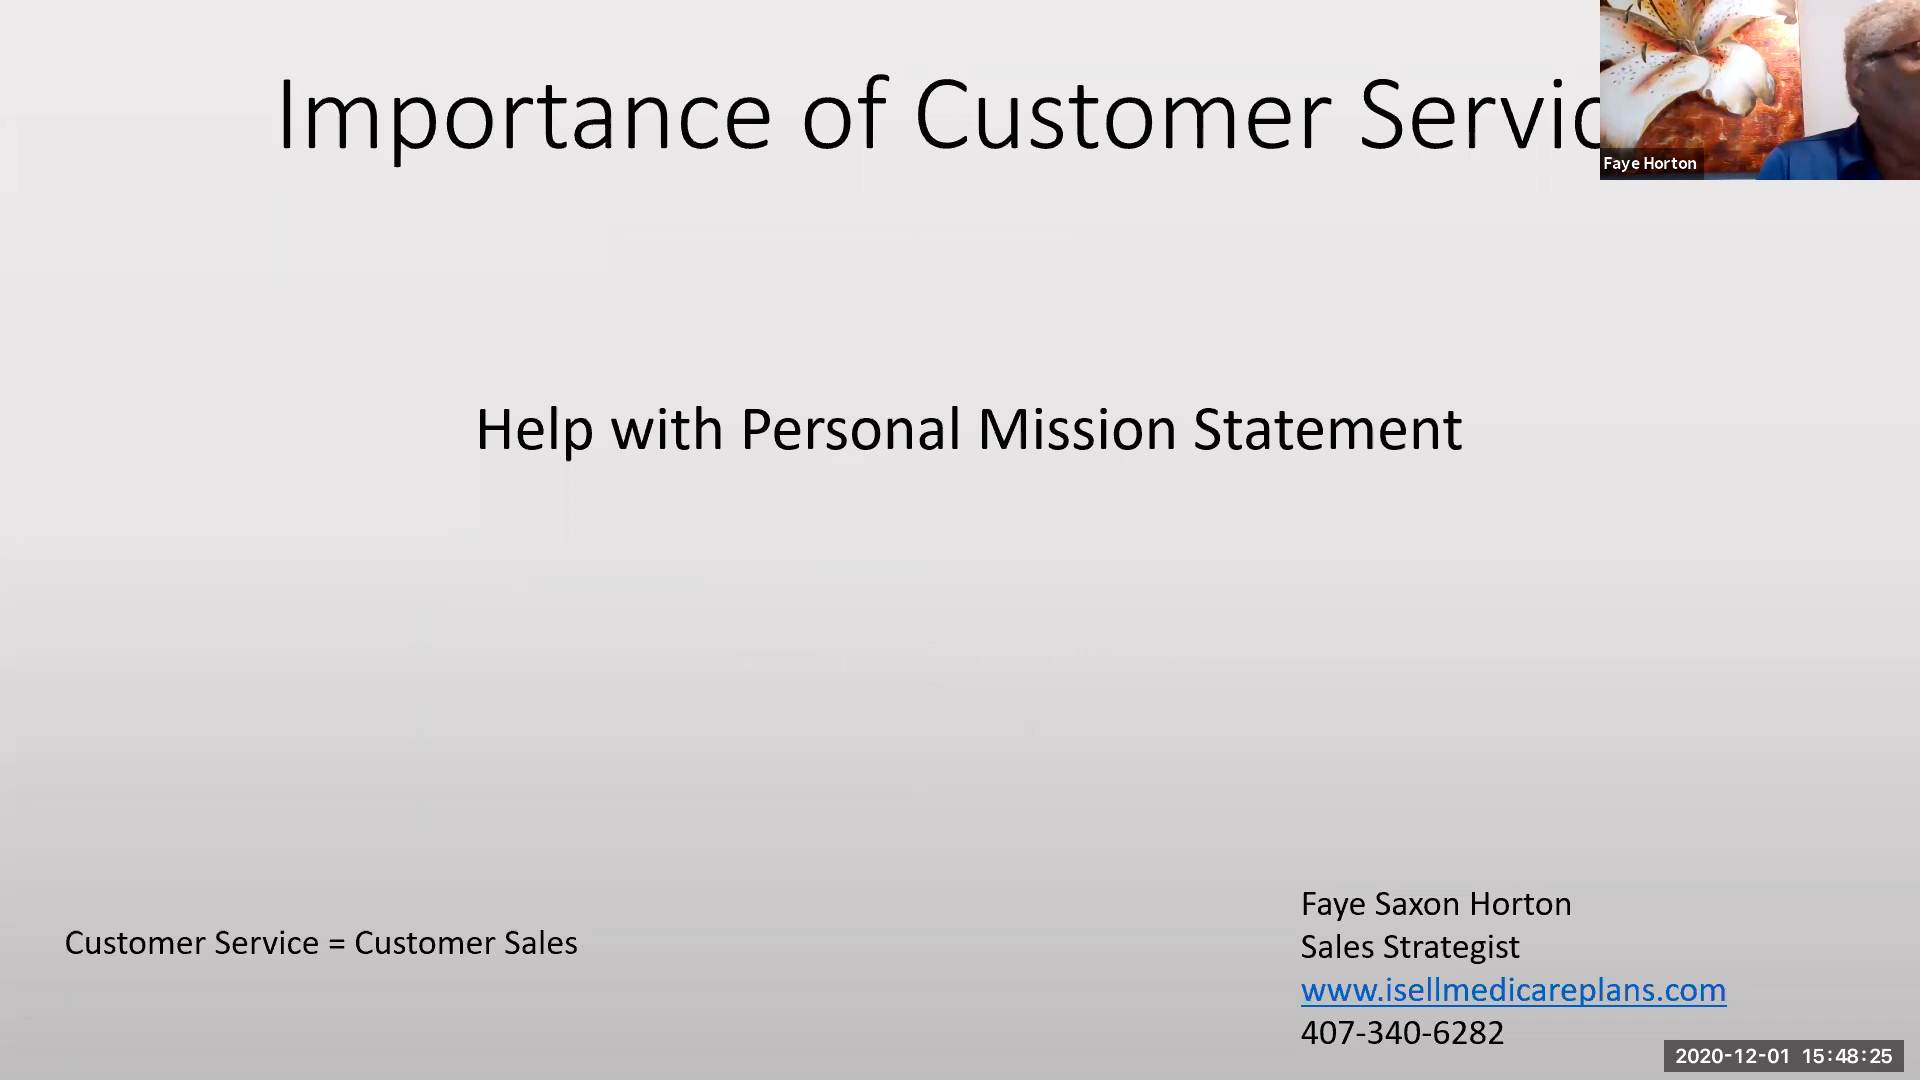 Importance of Customer Servic
Faye Horton
Help with Personal Mission Statement
Customer Service = Customer Sales
Faye Saxon Horton
Sales Strategist
www.isellmedicareplans.com
407-340-6282
2020-12-01 15:48:25